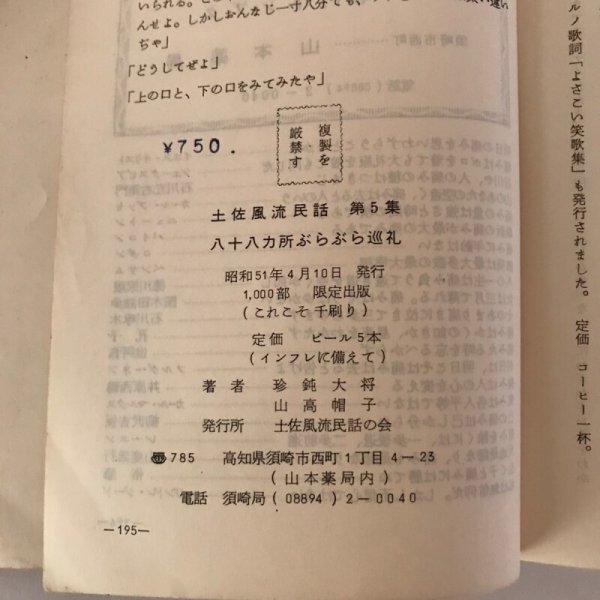 んせよ。しかしおんなじ一寸八分でも、
ぢゃ」
「どうしてぜよ」
「上の口と、下の口をみてみたや」
複製を
厳禁す
¥750.
土佐風流民話 第5集
八十八カ所ぶらぶら巡礼
昭和51年4月10日 発行
1,000部 限定出版
(これこそ千刷り)
定価 ビール5本
(インフレに備えて)
著者 珍鈍大将
山高帽子
発行所 土佐風流民話の会
〠785 高知県須崎市西町1丁目4-23
(山本薬局内)
電話 須崎局(08894)2-0040
-195-
ルノ歌詞「よさこい笑歌集」も発行されました。 定価 コーヒー一杯。